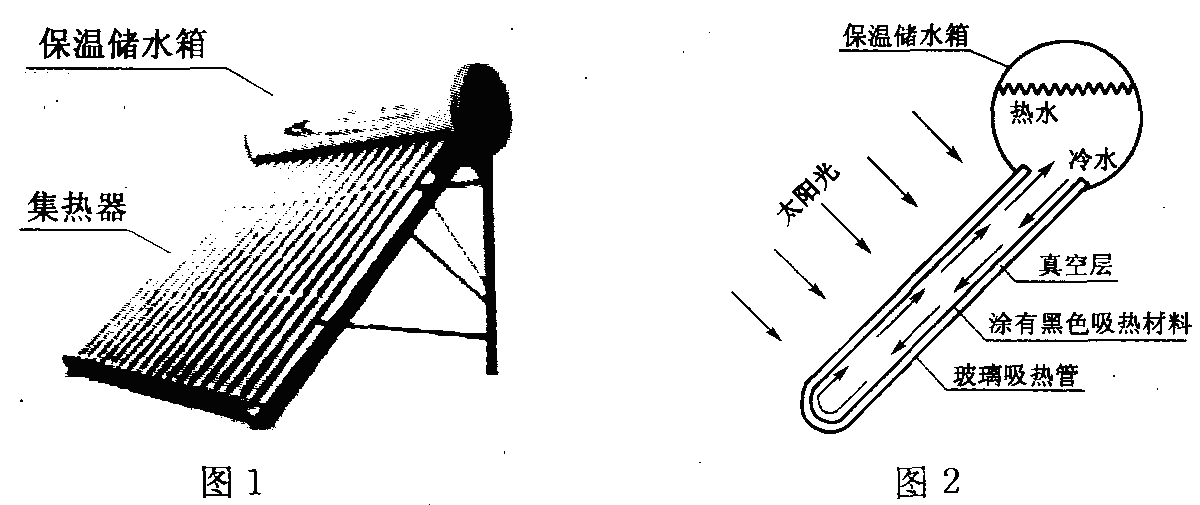 保温储水箱
集热器
图1
保温储水箱
热水
冷水
太阳光
真空层
涂有黑色吸热材料
玻璃吸热管
图2